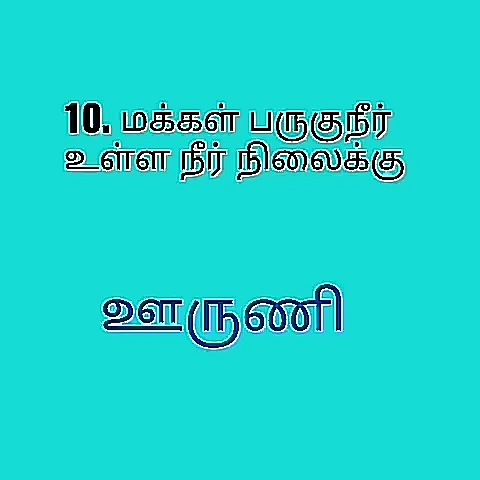 10. மக்கள் பருகுநீர்
உள்ள நீர் நிலைக்கு
ஊருணி